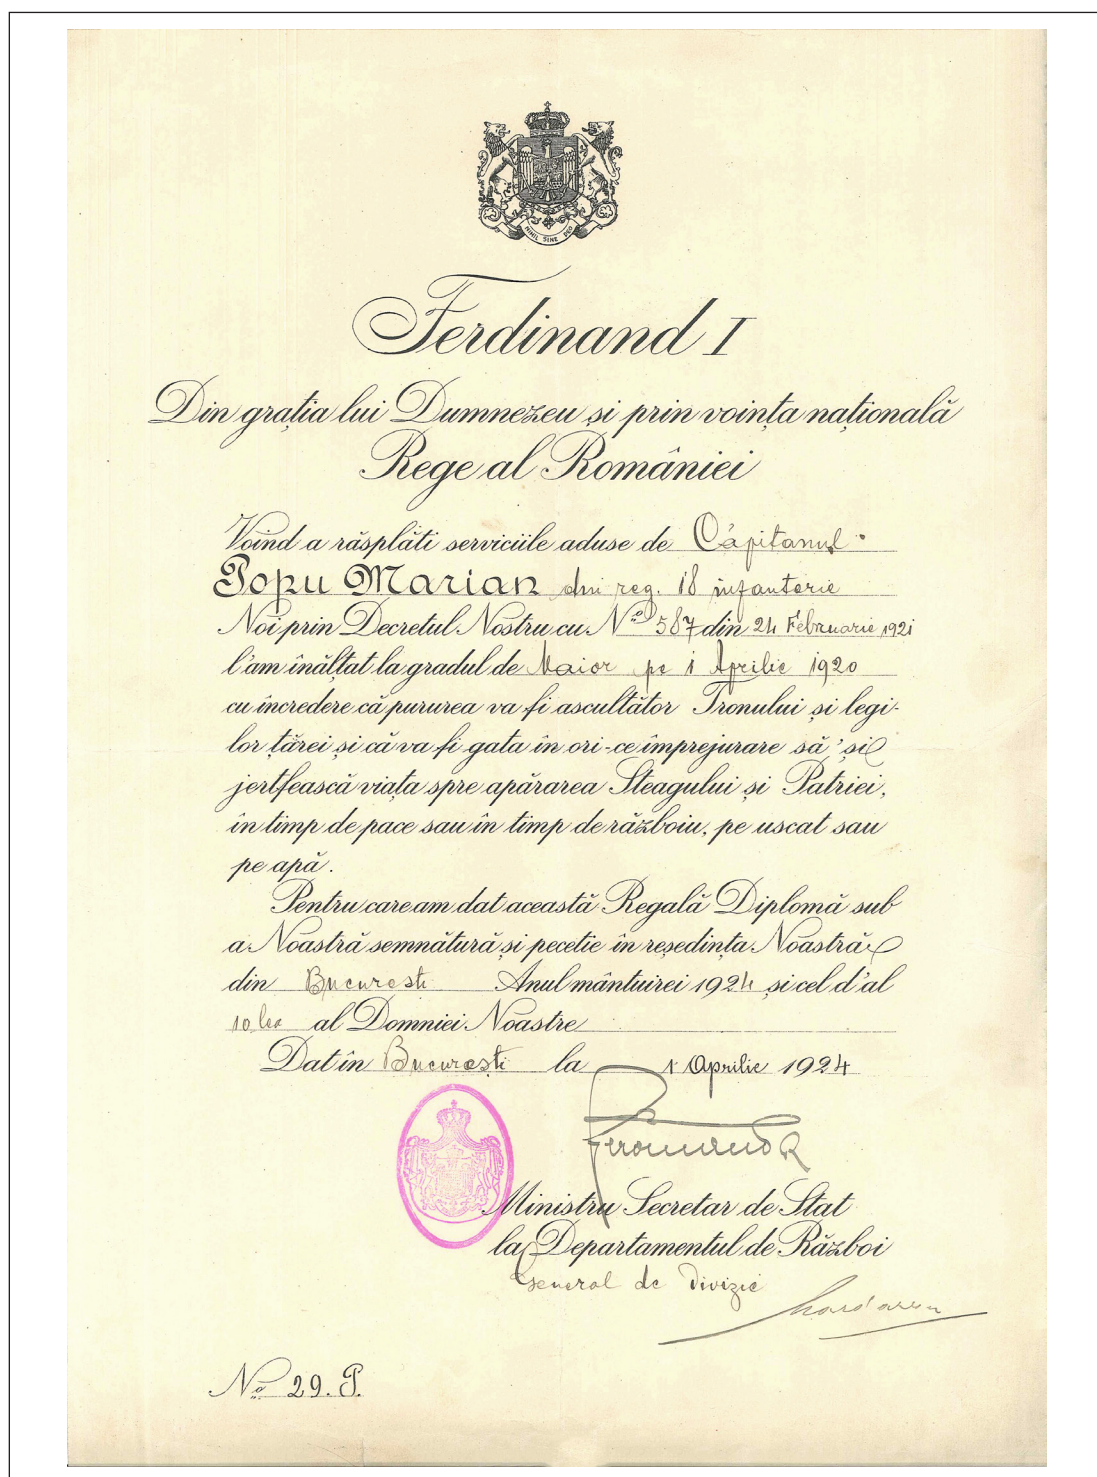 NIHIL SINE DEO
Ferdinand I
Din grația lui Dumnezeu și prin voința națională
Rege al României
Voind a răsplăti serviciile aduse de Căpitanul
Popu Marian din reg. 18 infanterie
Noi prin Decretul Nostru cu No 587 din 24 Februarie 1921
l'am înălțat la gradul de Maior pe 1 Aprilie 1920
cu încredere că pururea va fi ascultător Tronului și legi-
lor țărei și că va fi gata în ori-ce împrejurare să 'și
jertfească viața spre apărarea Steagului și Patriei,
în timp de pace sau în timp de războiu, pe uscat sau
pe apă.
Pentru care am dat această Regală Diplomă sub
a Noastră semnătură și pecetie în reședința Noastră
din București Anul mântuirei 1924 și cel d'al
10 lea al Domniei Noastre
Dat în București la 1 Aprilie 1924
Ferdinand R
Ministru Secretar de Stat
la Departamentul de Război
General de Divizie
No 29. P.